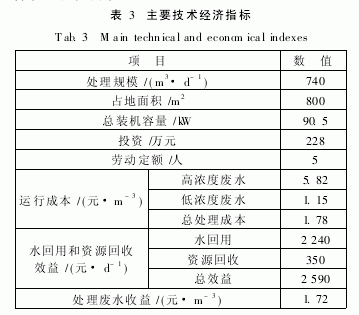 表 3 主要技术经济指标
Tab. 3 Main technical and economical indexes
项 目 数 值
处理规模 /(m³· d⁻¹) 740
占地面积 /m² 800
总装机容量 /kW 90. 5
投资 /万元 228
劳动定额 /人 5
运行成本 /(元· m⁻³) 高浓度废水 5. 82
低浓度废水 1. 15
总处理成本 1. 78
水回用和资源回收效益 /(元· d⁻¹) 水回用 2 240
资源回收 350
总效益 2 590
处理废水收益 /(元· m⁻³) 1. 72